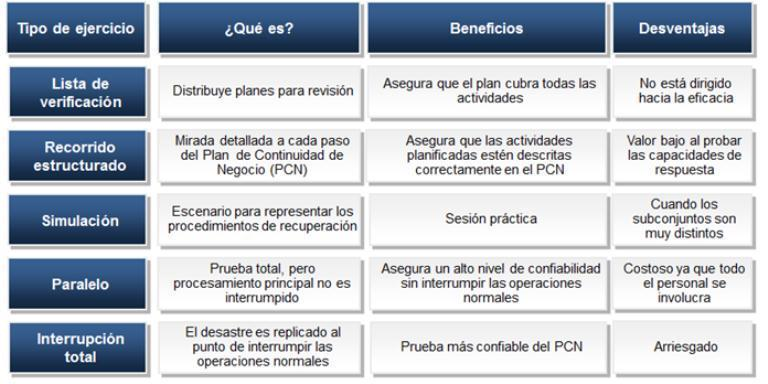 Tipo de ejercicio
¿Qué es?
Beneficios
Desventajas
Lista de
verificación
Distribuye planes para revisión
Asegura que el plan cubra todas las
actividades
No está dirigido
hacia la eficacia
Recorrido
estructurado
Mirada detallada a cada paso
del Plan de Continuidad de
Negocio (PCN)
Asegura que las actividades
planificadas estén descritas
correctamente en el PCN
Valor bajo al probar
las capacidades de
respuesta
Simulación
Escenario para representar los
procedimientos de recuperación
Sesión práctica
Cuando los
subconjuntos son
muy distintos
Paralelo
Prueba total, pero
procesamiento principal no es
interrumpido
Asegura un alto nivel de confiabilidad
sin interrumpir las operaciones
normales
Costoso ya que todo
el personal se
involucra
Interrupción
total
El desastre es replicado al
punto de interrumpir las
operaciones normales
Prueba más confiable del PCN
Arriesgado